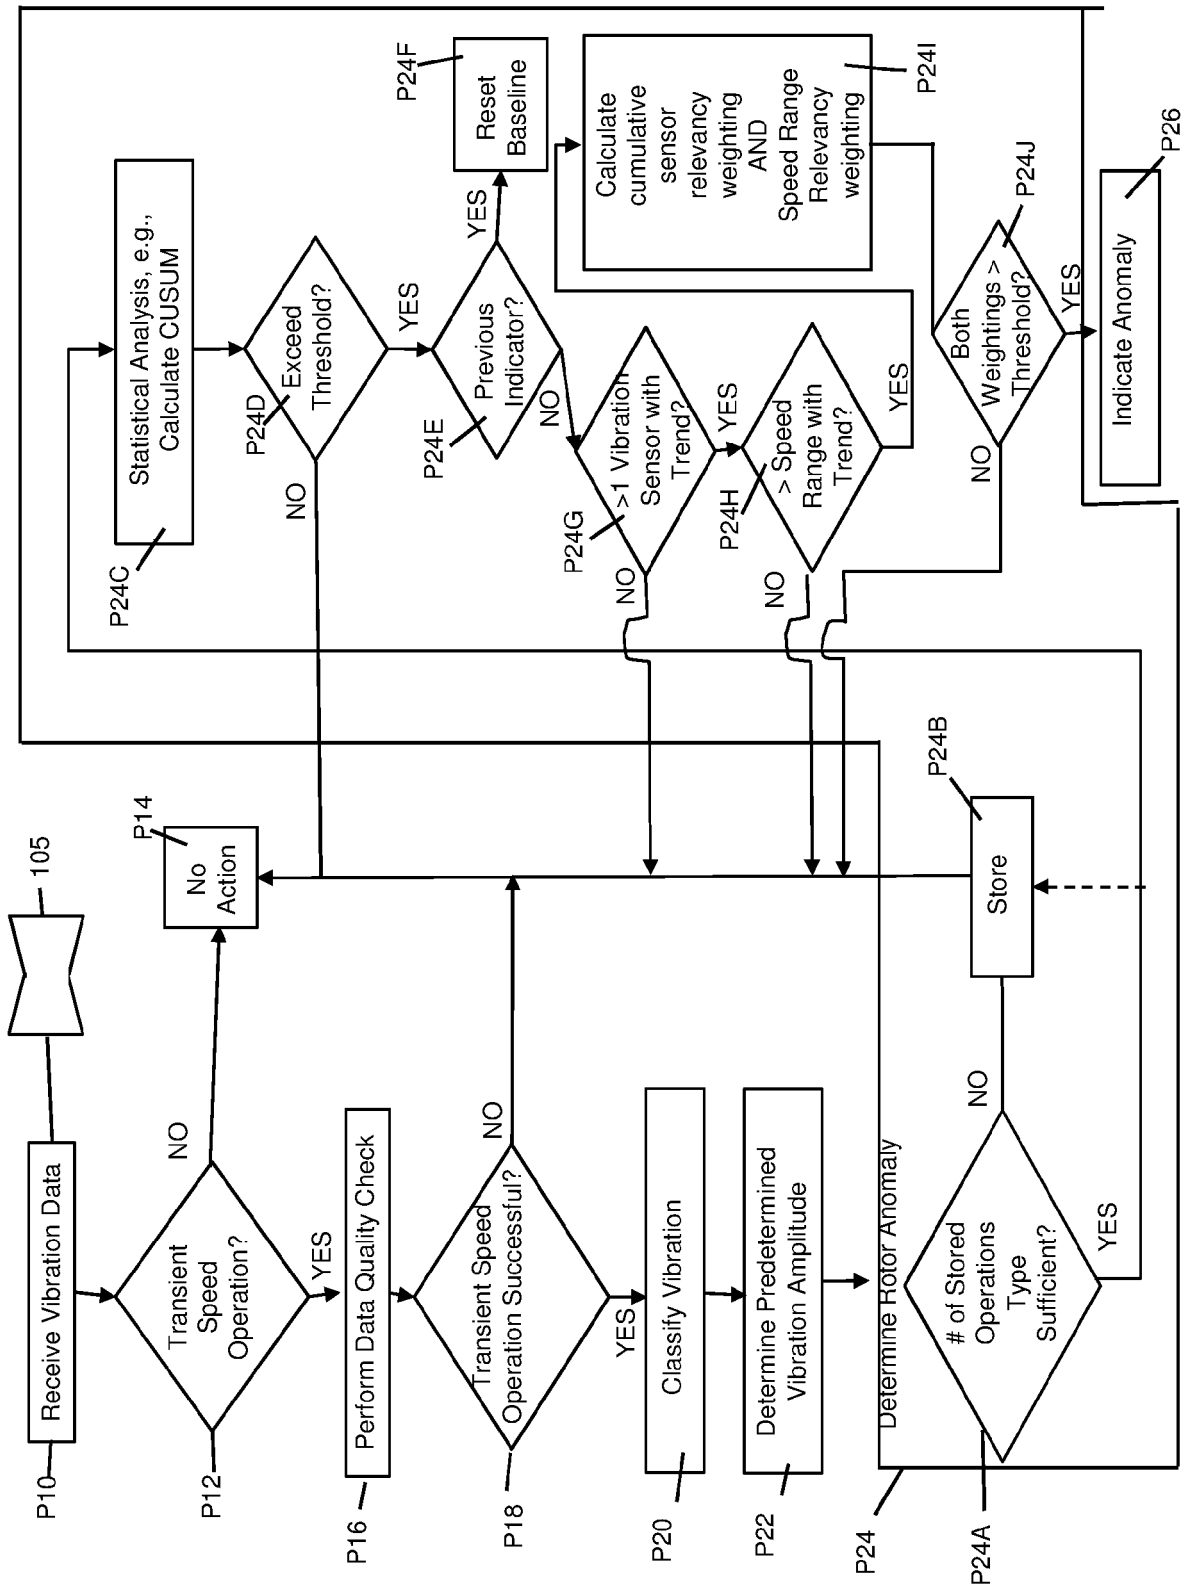 105
P10
Receive Vibration Data
P12
Transient
Speed
Operation?
NO
YES
P14
No
Action
P16
Perform Data Quality Check
P18
Transient Speed
Operation Successful?
NO
YES
P20
Classify Vibration
P22
Determine Predetermined
Vibration Amplitude
P24
Determine Rotor Anomaly
P24A
# of Stored
Operations
Type
Sufficient?
NO
YES
P24B
Store
P24C
Statistical Analysis, e.g.,
Calculate CUSUM
P24D
Exceed
Threshold?
NO
YES
P24E
Previous
Indicator?
YES
NO
P24F
Reset
Baseline
P24G
>1 Vibration
Sensor with
Trend?
NO
YES
P24H
> Speed
Range with
Trend?
NO
YES
P24I
Calculate
cumulative
sensor
relevancy
weighting
AND
Speed Range
Relevancy
weighting
P24J
Both
Weightings >
Threshold?
NO
YES
P26
Indicate Anomaly